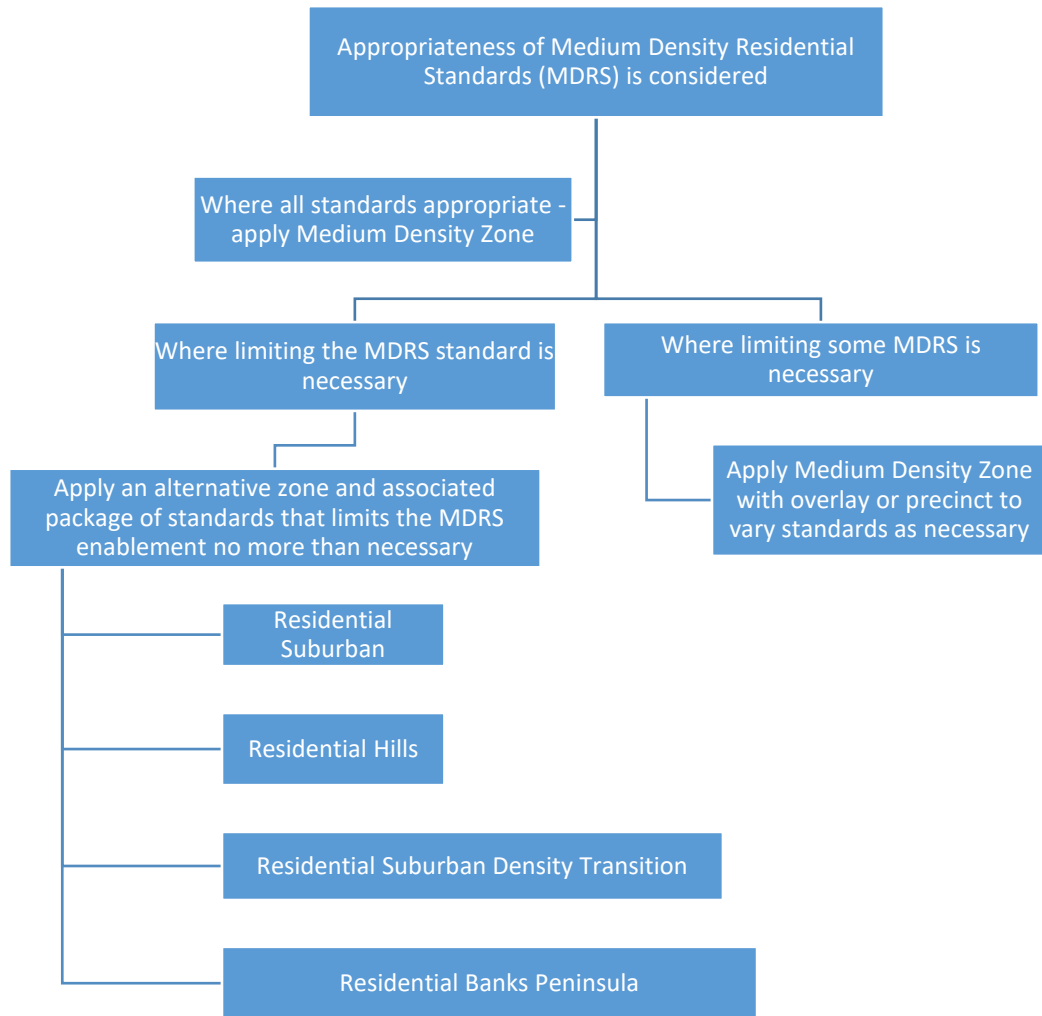 Appropriateness of Medium Density Residential
Standards (MDRS) is considered
Where all standards appropriate -
apply Medium Density Zone
Where limiting the MDRS standard is
necessary
Where limiting some MDRS is
necessary
Apply an alternative zone and associated
package of standards that limits the MDRS
enablement no more than necessary
Apply Medium Density Zone
with overlay or precinct to
vary standards as necessary
Residential
Suburban
Residential Hills
Residential Suburban Density Transition
Residential Banks Peninsula